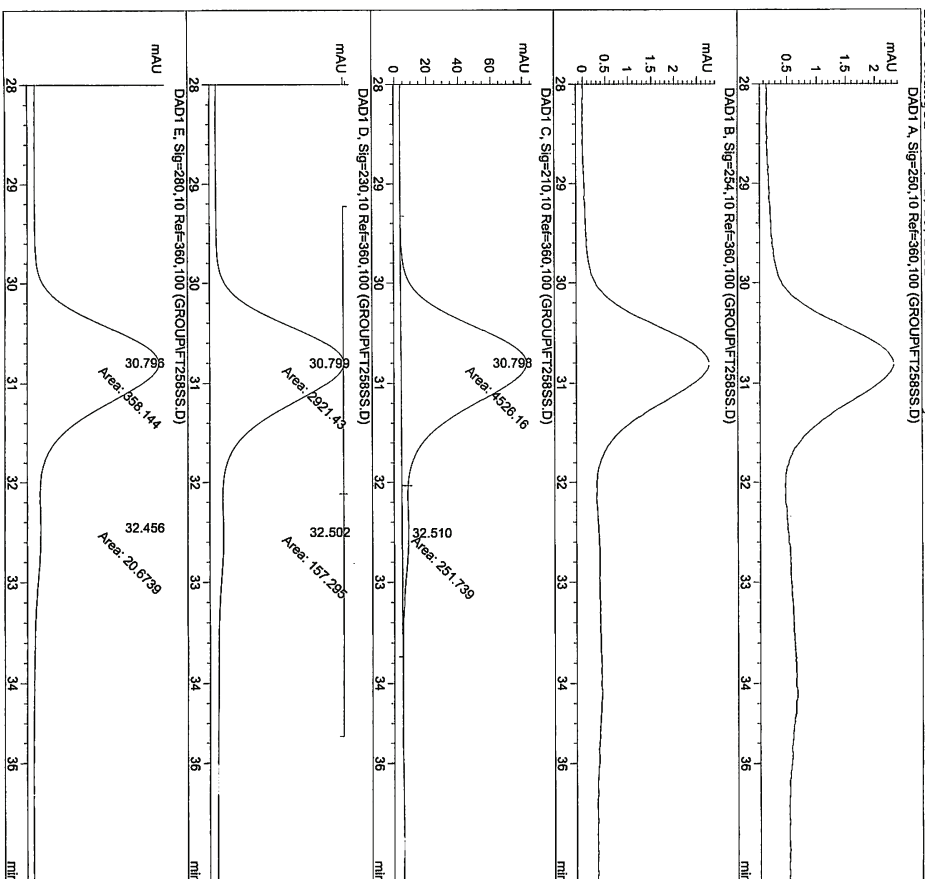 DAD1 A, Sig=250,10 Ref=360,100 (GROUP\FT258SS.D)
mAU
2
1.5
1
0.5
28 29 30 31 32 33 34 36 min
DAD1 B, Sig=254,10 Ref=360,100 (GROUP\FT258SS.D)
mAU
2
1.5
1
0.5
0
28 29 30 31 32 33 34 36 min
DAD1 C, Sig=210,10 Ref=360,100 (GROUP\FT258SS.D)
mAU
60
40
20
0
30.798
Area: 4526.16
32.510
Area: 251.739
28 29 30 31 32 33 34 36 min
DAD1 D, Sig=230,10 Ref=360,100 (GROUP\FT258SS.D)
mAU
30.799
Area: 2921.43
32.502
Area: 157.295
28 29 30 31 32 33 34 36 min
DAD1 E, Sig=280,10 Ref=360,100 (GROUP\FT258SS.D)
mAU
30.796
Area: 358.144
32.456
Area: 20.6739
28 29 30 31 32 33 34 36 min